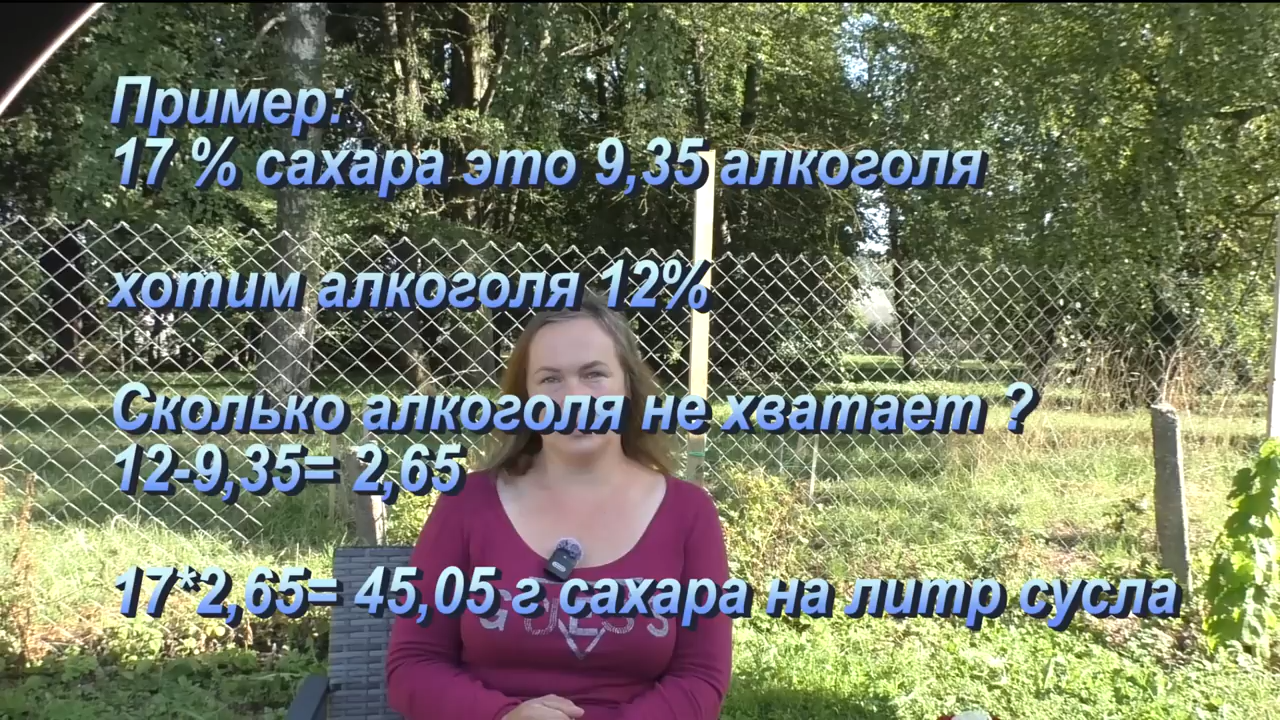 Пример:
17 % сахара это 9,35 алкоголя
хотим алкоголя 12%
Сколько алкоголя не хватает ?
12-9,35= 2,65
17*2,65= 45,05 г сахара на литр сусла
GUESS